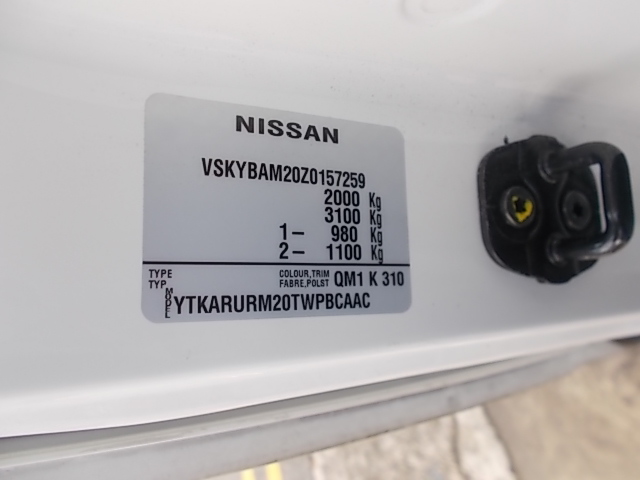 NISSAN
VSKYBAM20Z0157259
2000 Kg
3100 Kg
1- 980 Kg
2- 1100 Kg
TYPE COLOUR,TRIM QM1 K 310
TYP FABRE,POLST
MODEL YTKARURM20TWPBCAAC